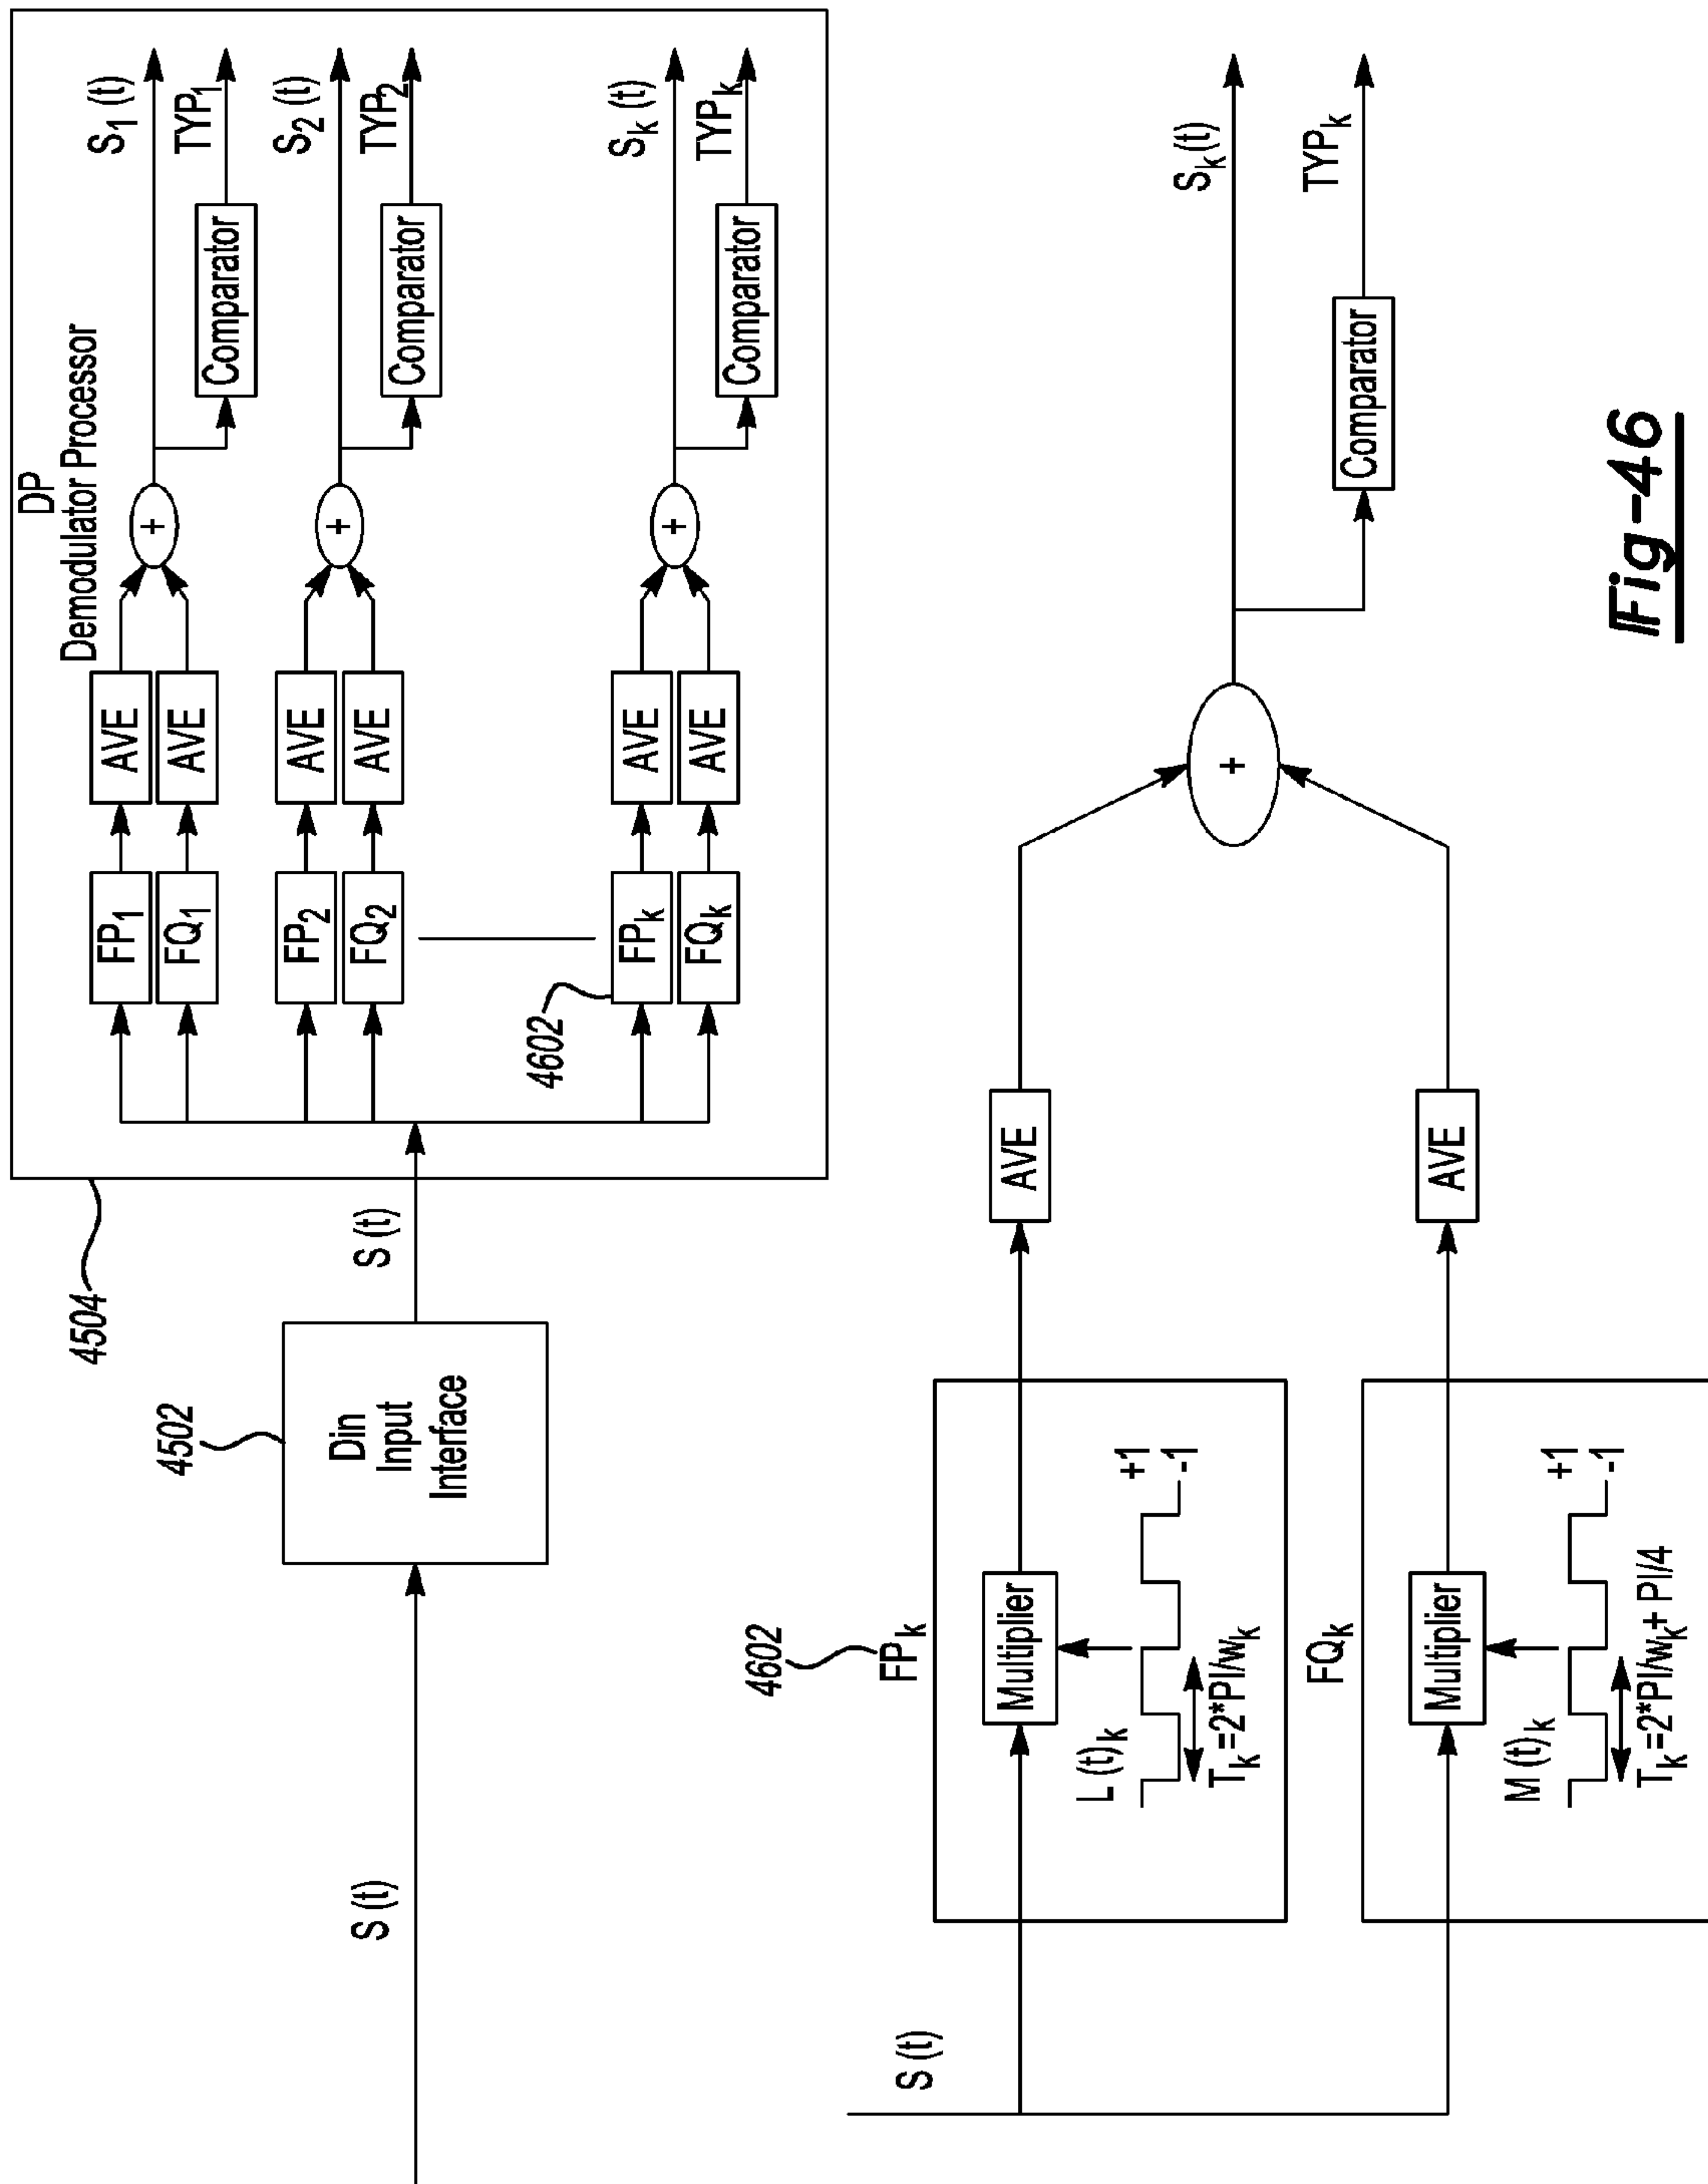 S (t)
4502
Din
Input
Interface
S (t)
4504
DP
Demodulator Processor
FP1
AVE
FQ1
AVE
+
S1 (t)
Comparator
TYP1
FP2
AVE
FQ2
AVE
+
S2 (t)
Comparator
TYP2
4602
FPk
AVE
FQk
AVE
+
Sk (t)
Comparator
TYPk
S (t)
4602
FPk
Multiplier
L (t)k
+1
-1
Tk=2*PI/wk
AVE
FQk
Multiplier
M (t)k
+1
-1
Tk=2*PI/wk+ PI/4
AVE
+
Sk (t)
Comparator
TYPk
Fig-46